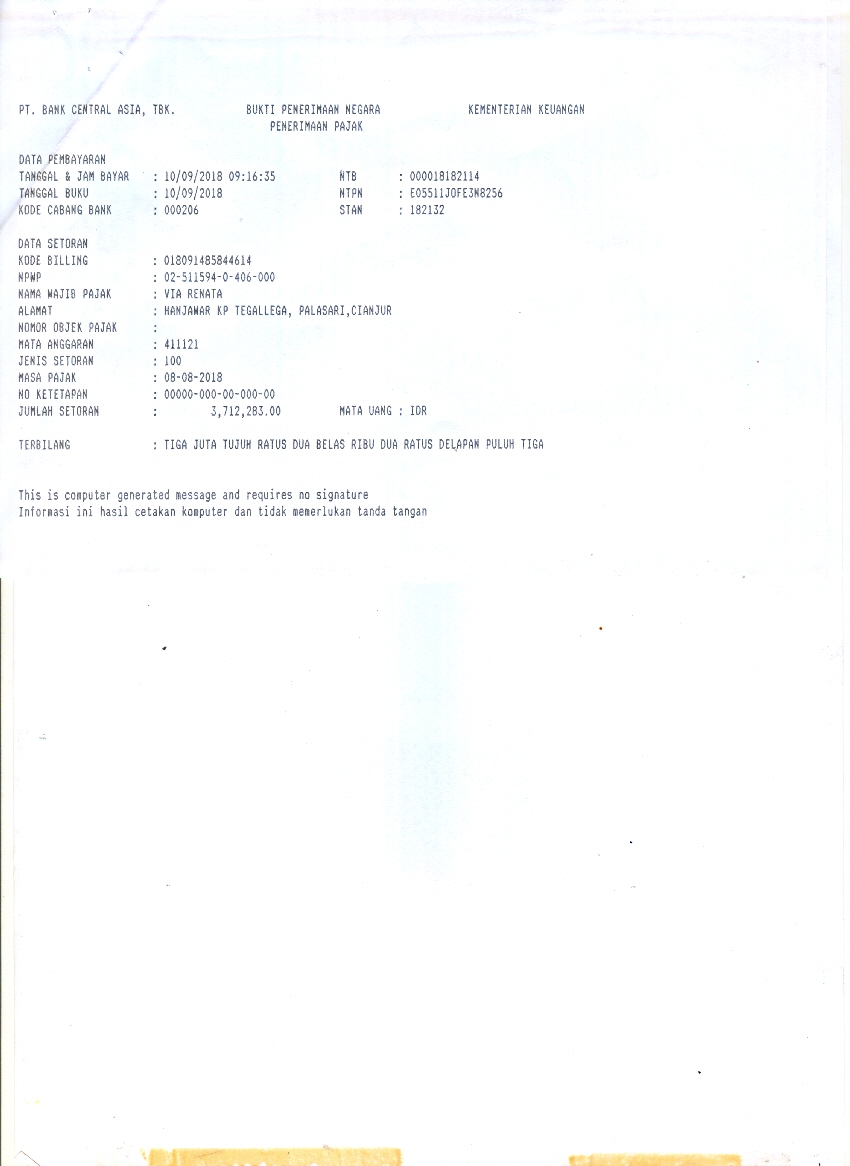 PT. BANK CENTRAL ASIA, TBK. BUKTI PENERIMAAN NEGARA KEMENTERIAN KEUANGAN
PENERIMAAN PAJAK
DATA PEMBAYARAN
TANGGAL & JAM BAYAR : 10/09/2018 09:16:35 NTB : 000018182114
TANGGAL BUKU : 10/09/2018 NTPN : E05511JOFE3N8256
KODE CABANG BANK : 000206 STAN : 182132
DATA SETORAN
KODE BILLING : 018091485844614
NPWP : 02-511594-0-406-000
NAMA WAJIB PAJAK : VIA RENATA
ALAMAT : HANJAWAR KP TEGALLEGA, PALASARI,CIANJUR
NOMOR OBJEK PAJAK :
MATA ANGGARAN : 411121
JENIS SETORAN : 100
MASA PAJAK : 08-08-2018
NO KETETAPAN : 00000-000-00-000-00
JUMLAH SETORAN : 3,712,283.00 MATA UANG : IDR
TERBILANG : TIGA JUTA TUJUH RATUS DUA BELAS RIBU DUA RATUS DELAPAN PULUH TIGA
This is computer generated message and requires no signature
Informasi ini hasil cetakan komputer dan tidak memerlukan tanda tangan